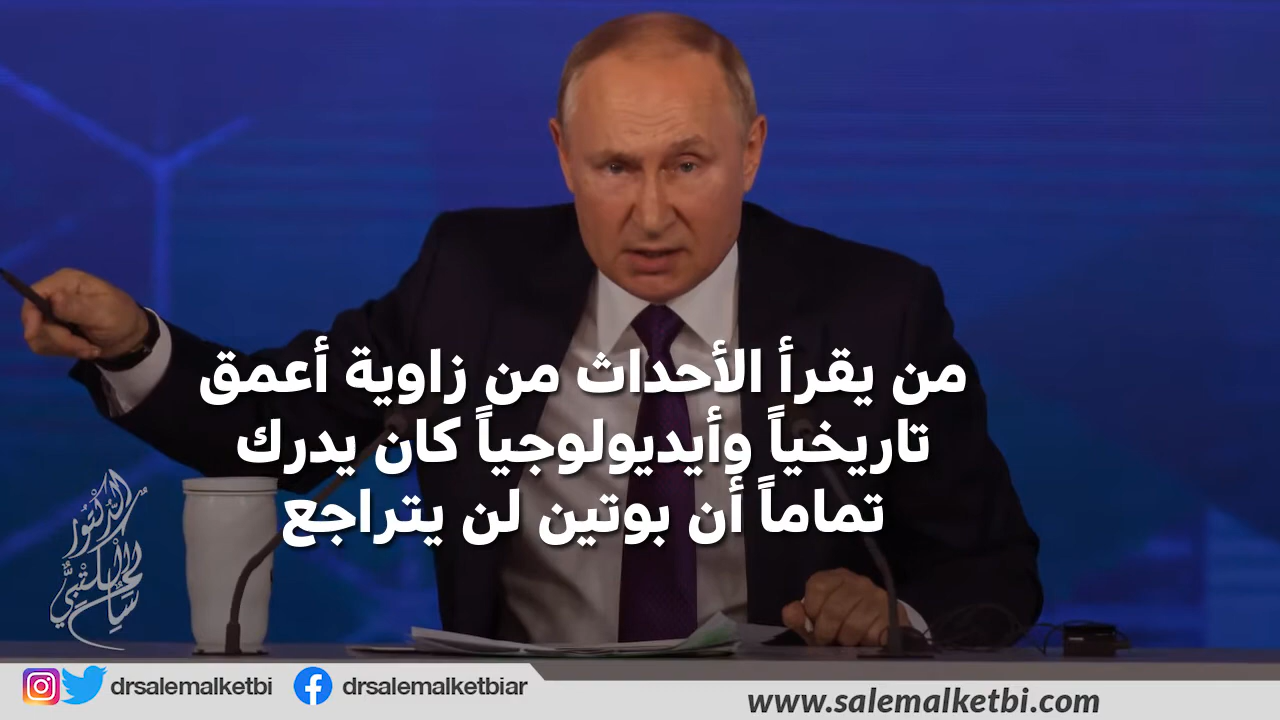 من يقرأ الأحداث من زاوية أعمق
تاريخياً وأيديولوجياً كان يدرك
تماماً أن بوتين لن يتراجع
drsalemalketbi
drsalemalketbiar
www.salemalketbi.com